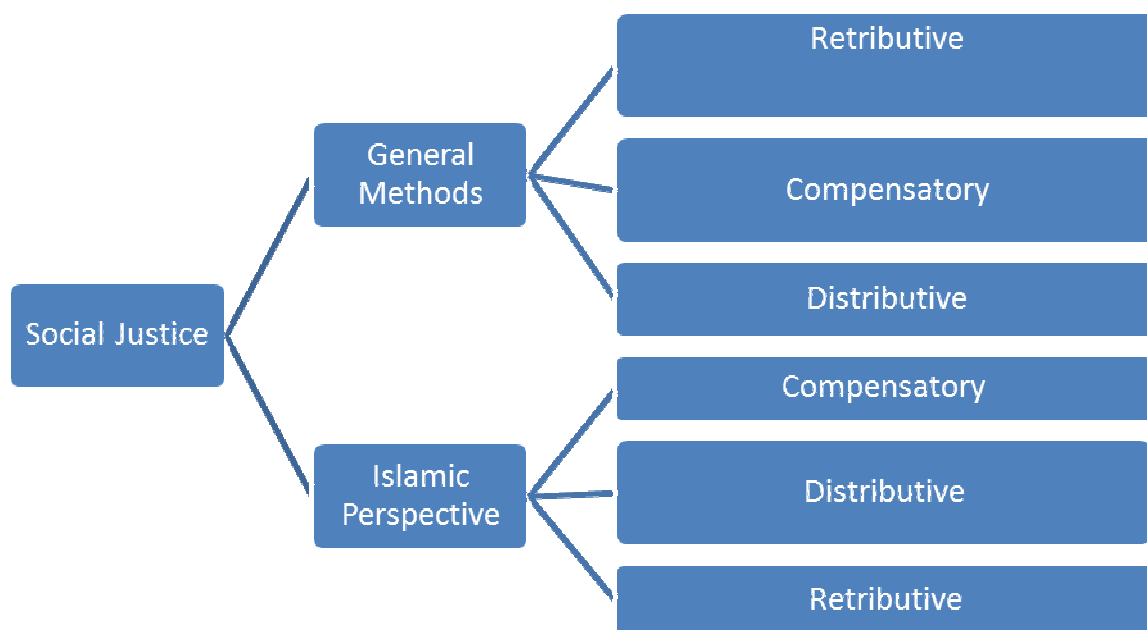 Social Justice
General
Methods
Retributive
Compensatory
Distributive
Islamic
Perspective
Compensatory
Distributive
Retributive